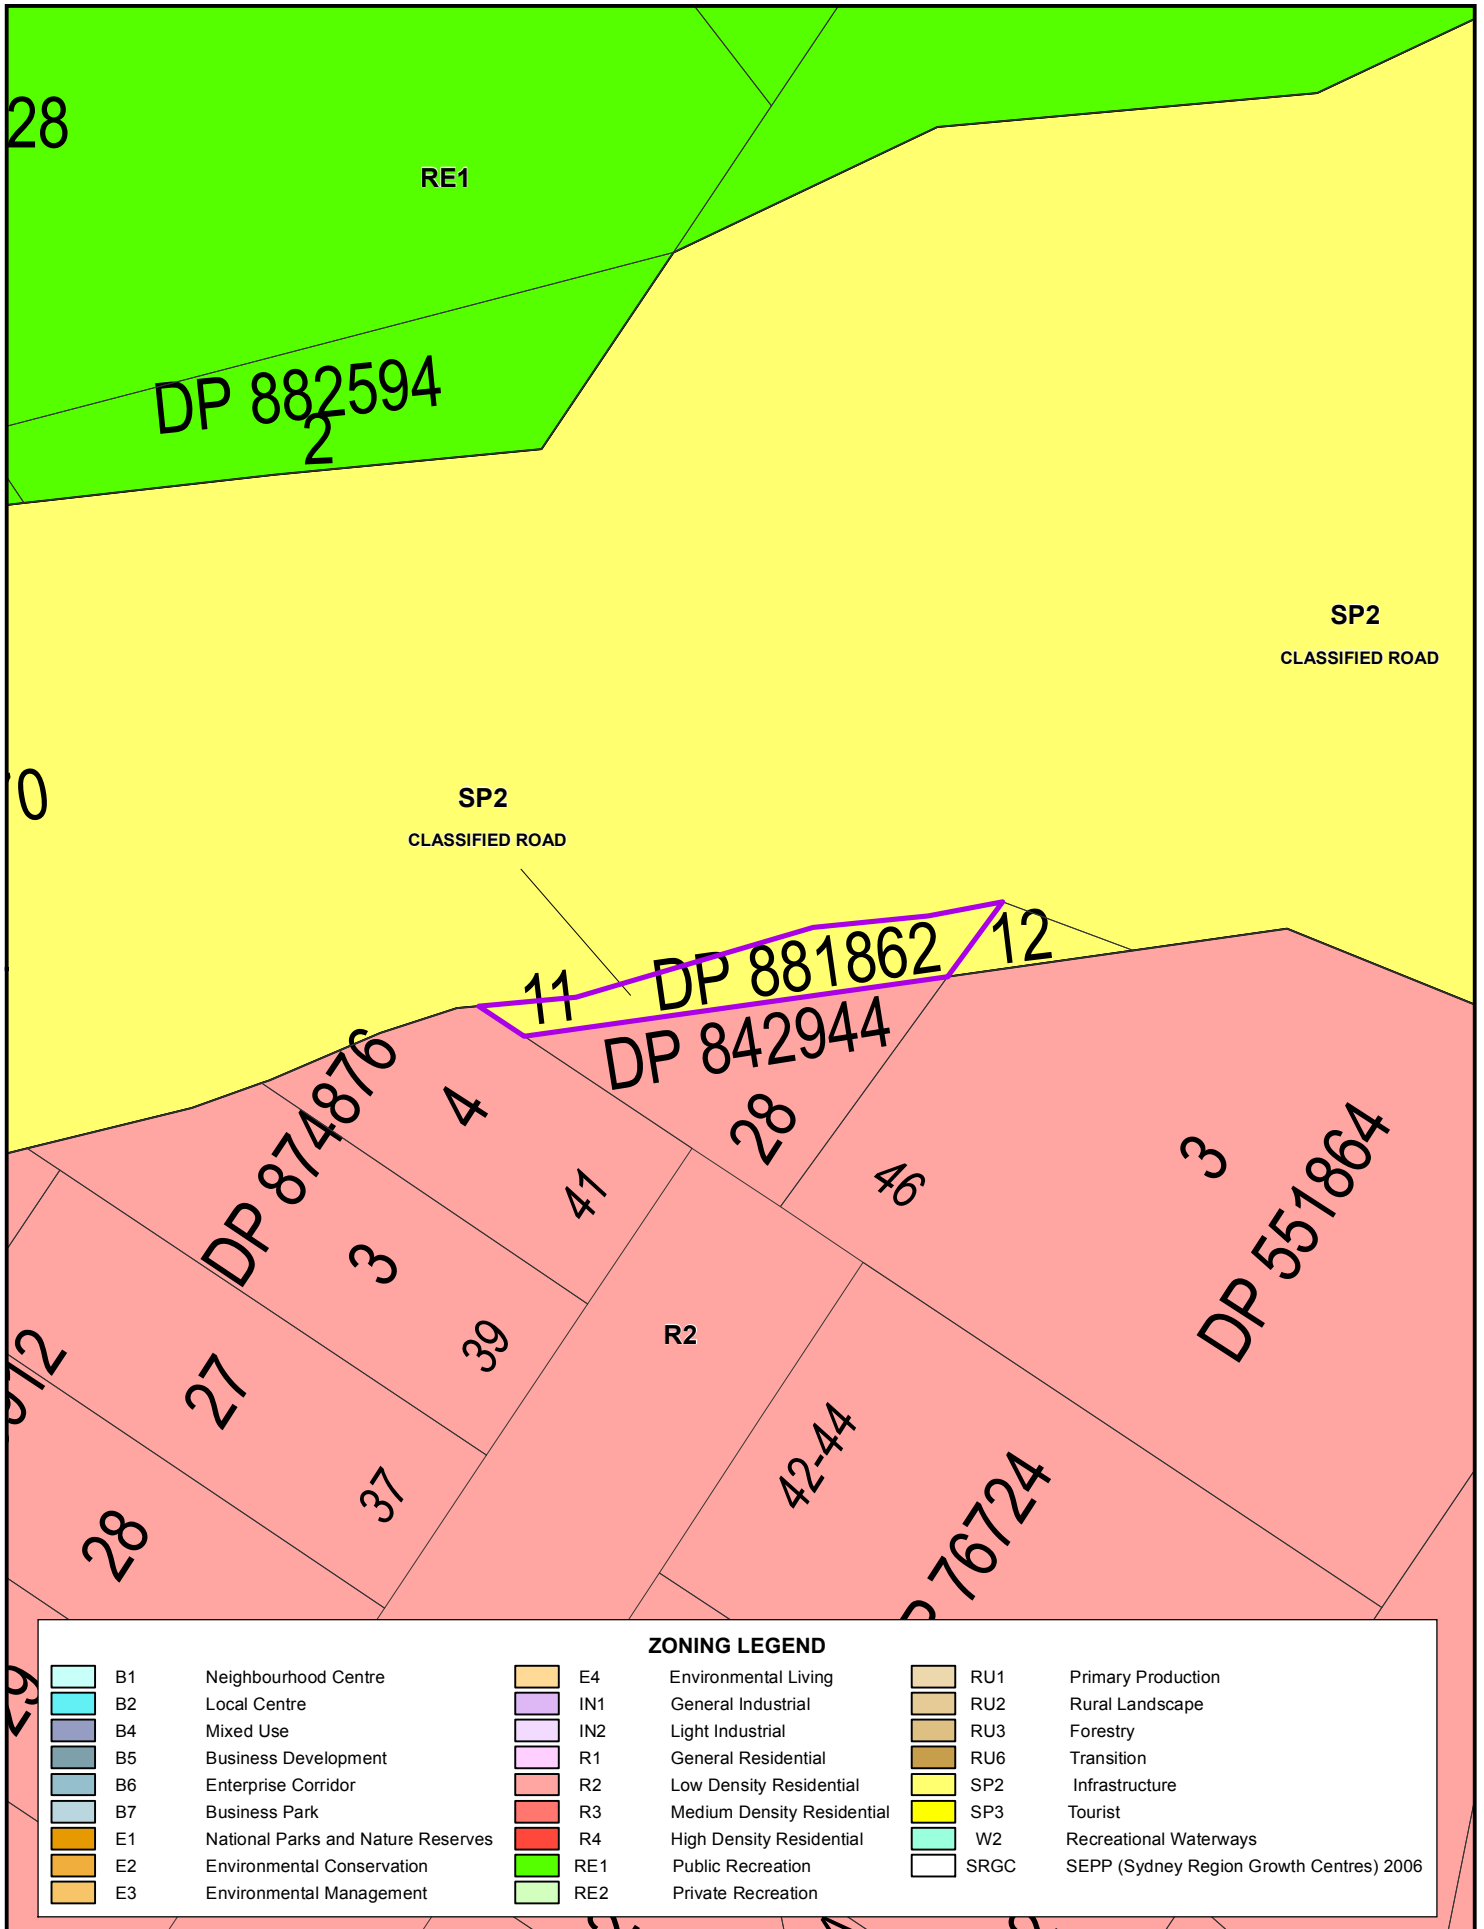 28
RE1
DP 882594
2
SP2
CLASSIFIED ROAD
0
SP2
CLASSIFIED ROAD
11
DP 881862
12
DP 842944
DP 874876
4
28
41
46
3
DP 551864
3
39
R2
27
42-44
37
28
76724
ZONING LEGEND
B1 Neighbourhood Centre
B2 Local Centre
B4 Mixed Use
B5 Business Development
B6 Enterprise Corridor
B7 Business Park
E1 National Parks and Nature Reserves
E2 Environmental Conservation
E3 Environmental Management
E4 Environmental Living
IN1 General Industrial
IN2 Light Industrial
R1 General Residential
R2 Low Density Residential
R3 Medium Density Residential
R4 High Density Residential
RE1 Public Recreation
RE2 Private Recreation
RU1 Primary Production
RU2 Rural Landscape
RU3 Forestry
RU6 Transition
SP2 Infrastructure
SP3 Tourist
W2 Recreational Waterways
SRGC SEPP (Sydney Region Growth Centres) 2006
29